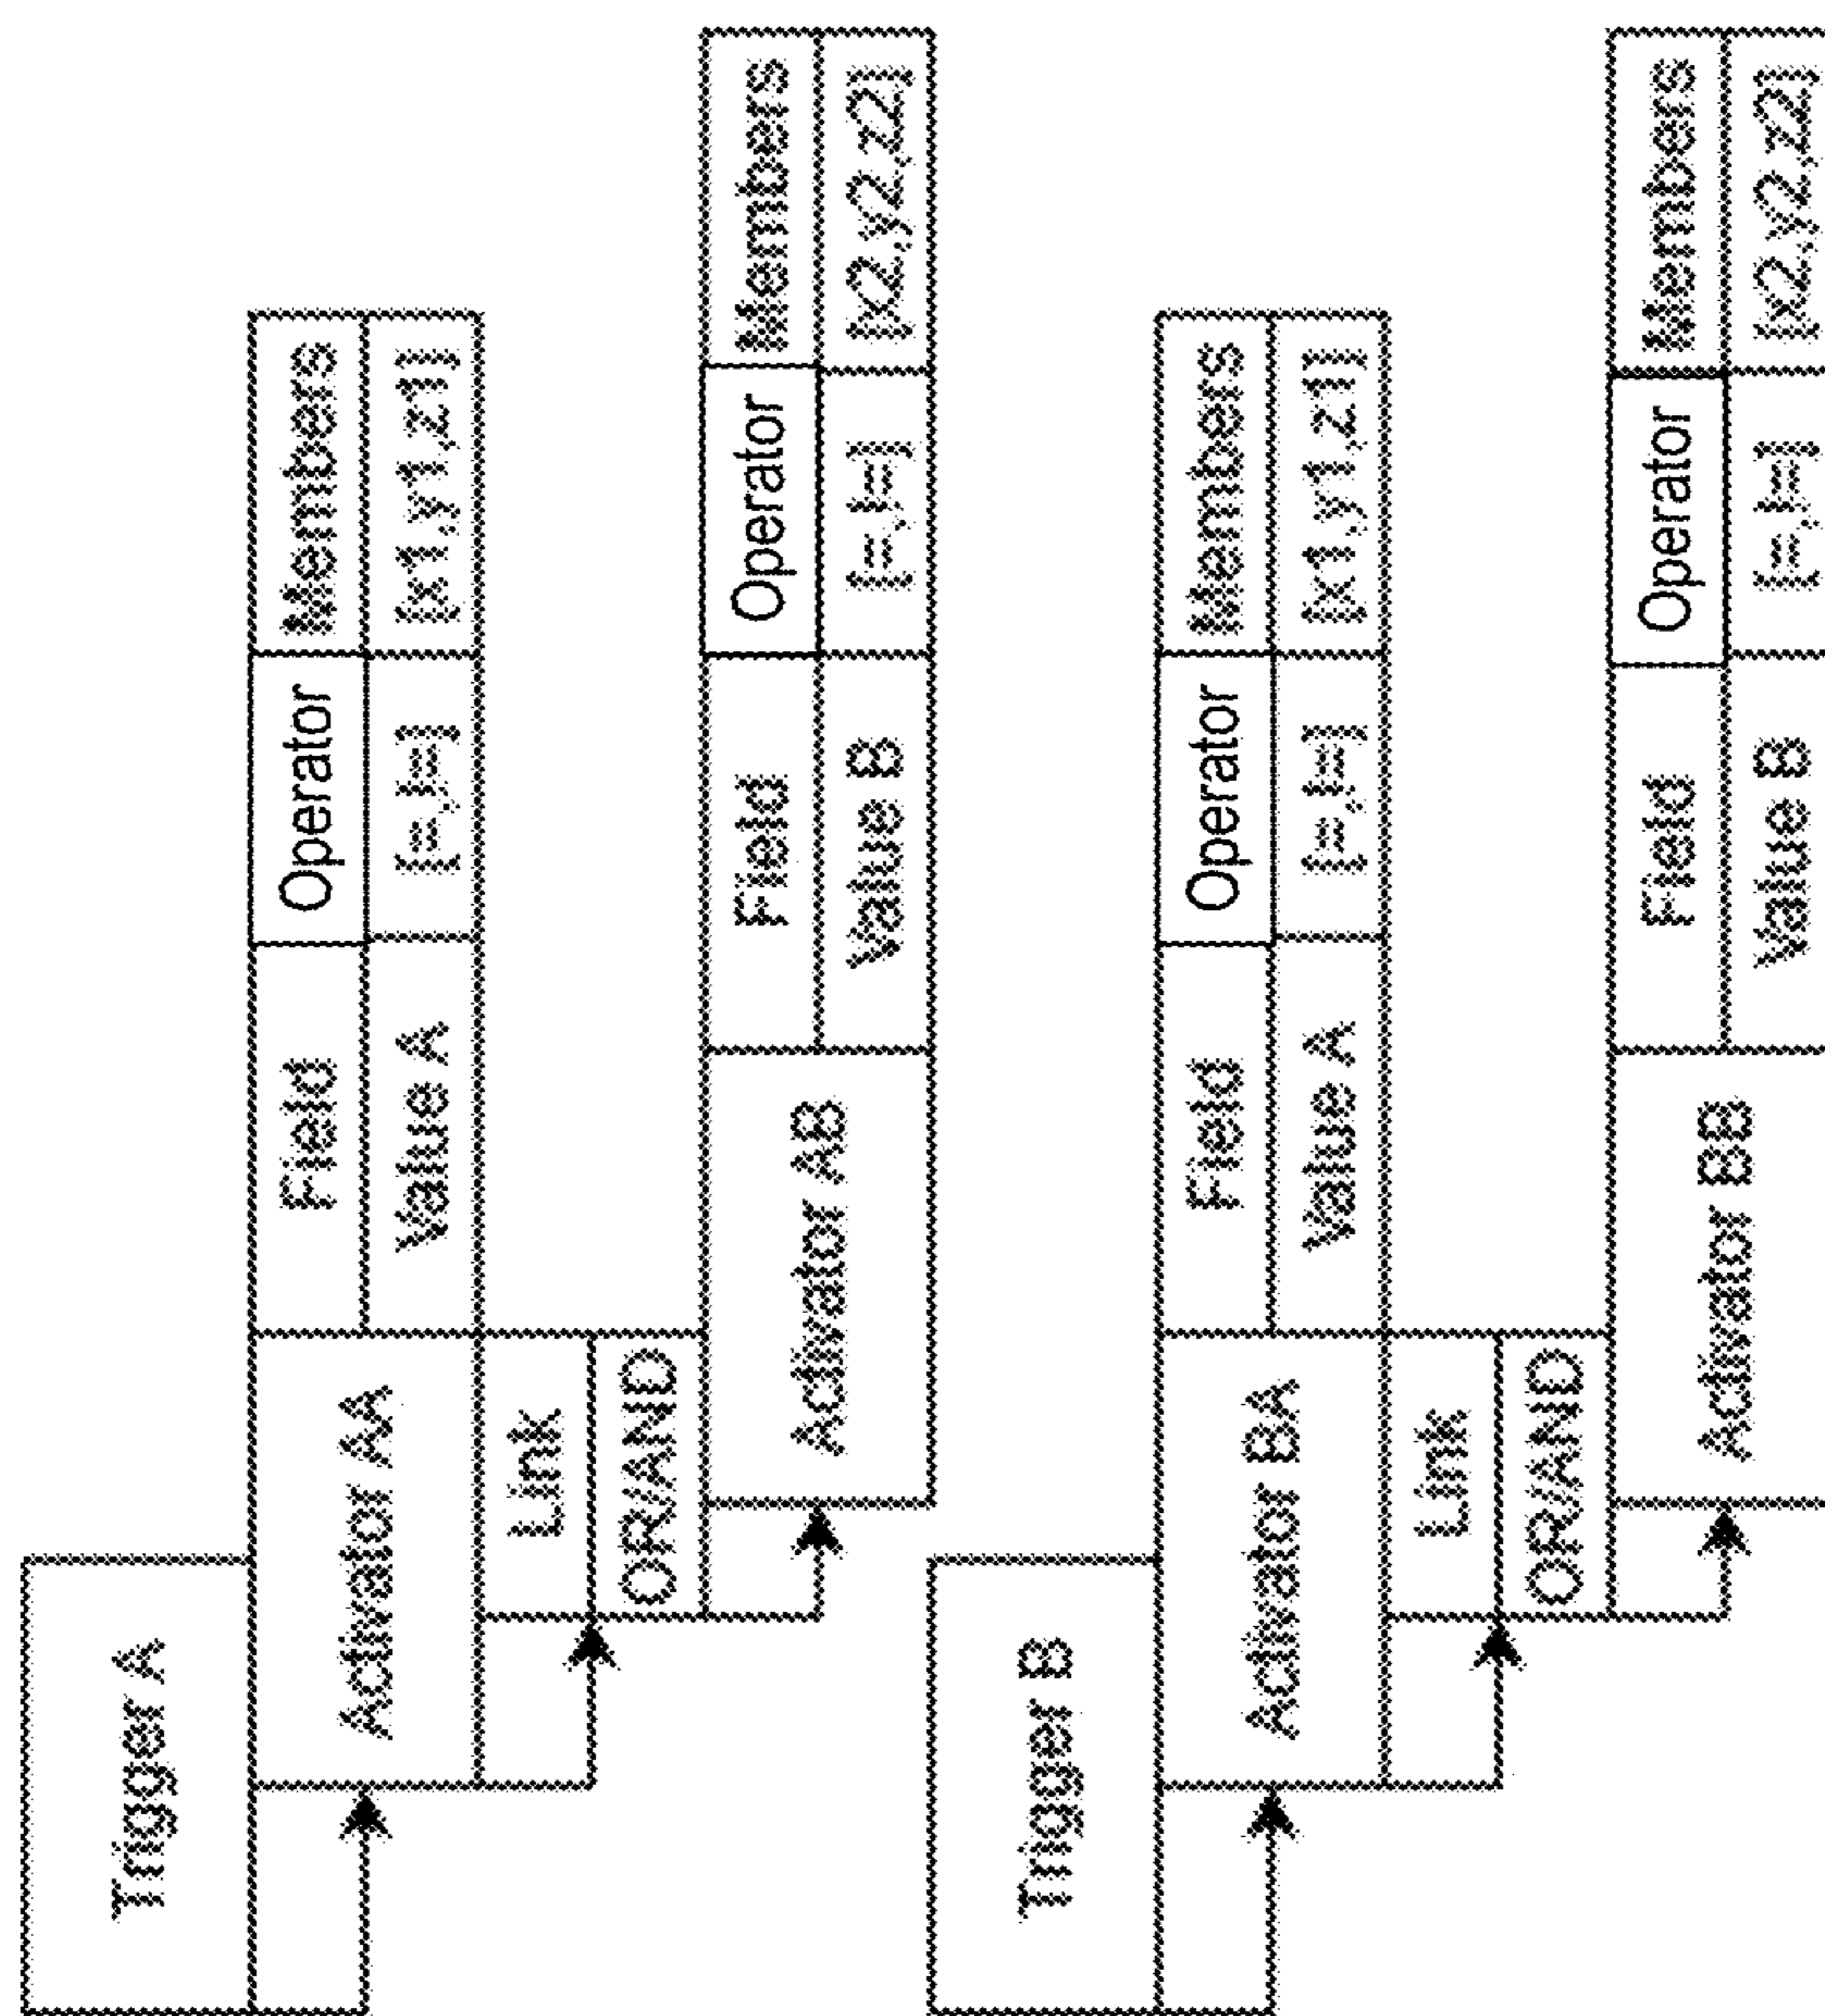 Trigger A
Activator AA
Field Operator Members
Value A [=,!=] [x1,y1,z1]
Link
OR/AND
Activator AB
Field Operator Members
Value B [=,!=] [x2,y2,z2]
Trigger B
Activator BA
Field Operator Members
Value A [=,!=] [x1,y1,z1]
Link
OR/AND
Activator BB
Field Operator Members
Value B [=,!=] [x2,y2,z2]